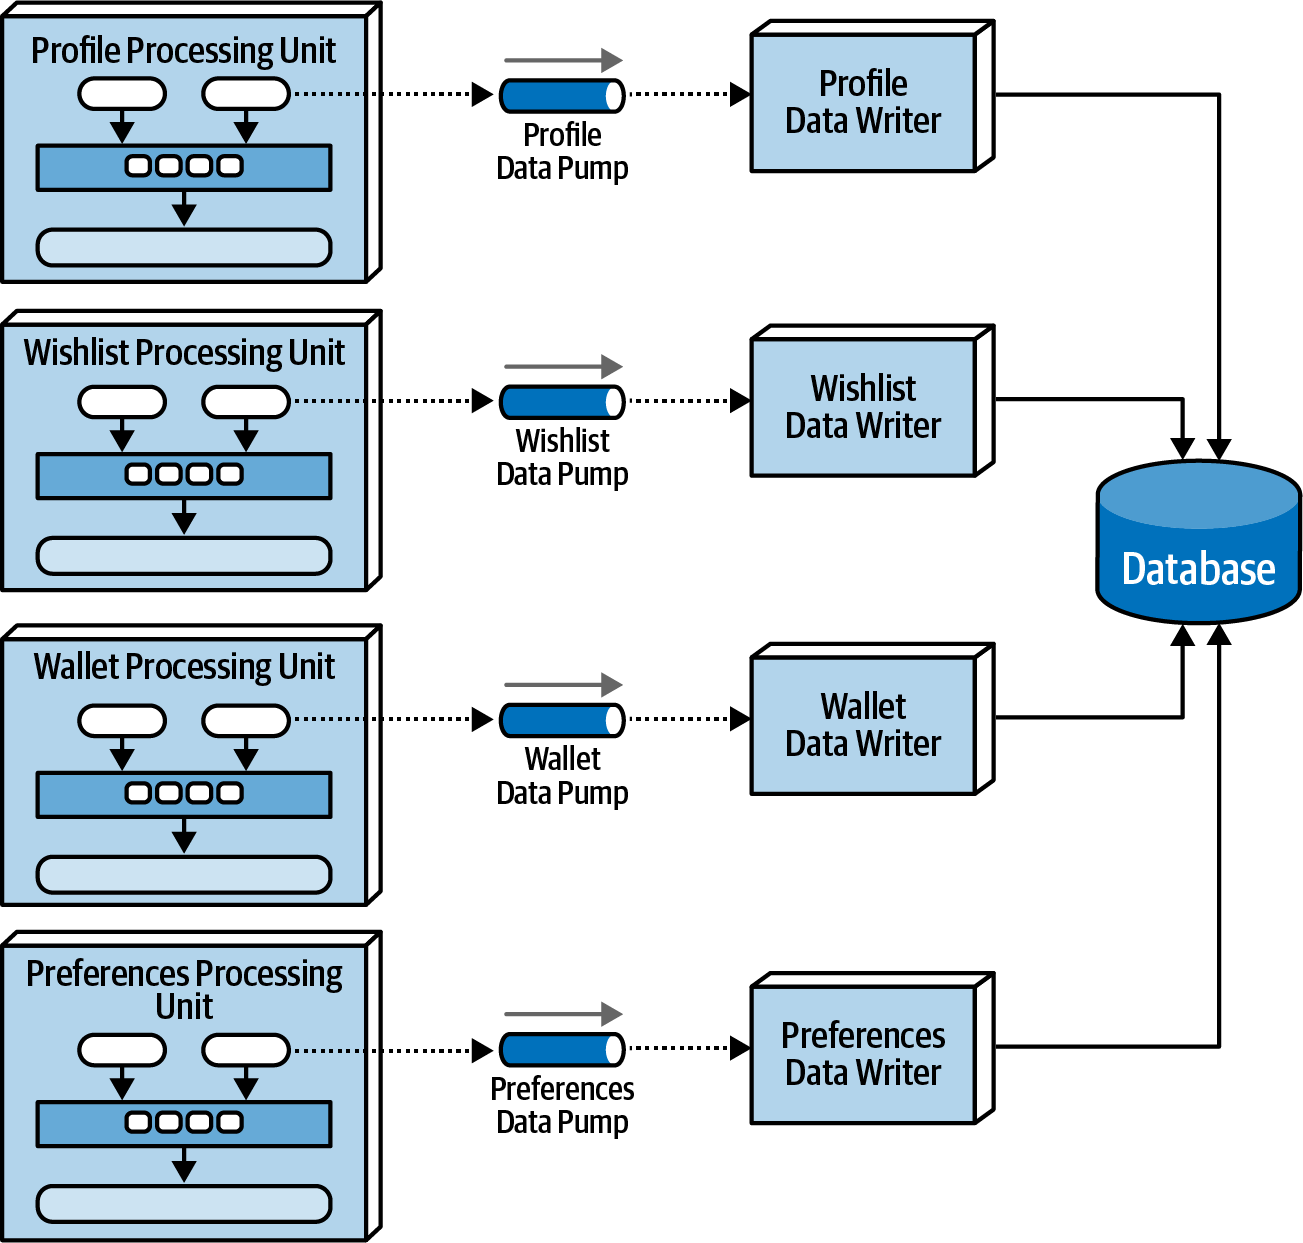 Profile Processing Unit
Profile
Data Pump
Profile
Data Writer
Wishlist Processing Unit
Wishlist
Data Pump
Wishlist
Data Writer
Database
Wallet Processing Unit
Wallet
Data Pump
Wallet
Data Writer
Preferences Processing
Unit
Preferences
Data Pump
Preferences
Data Writer